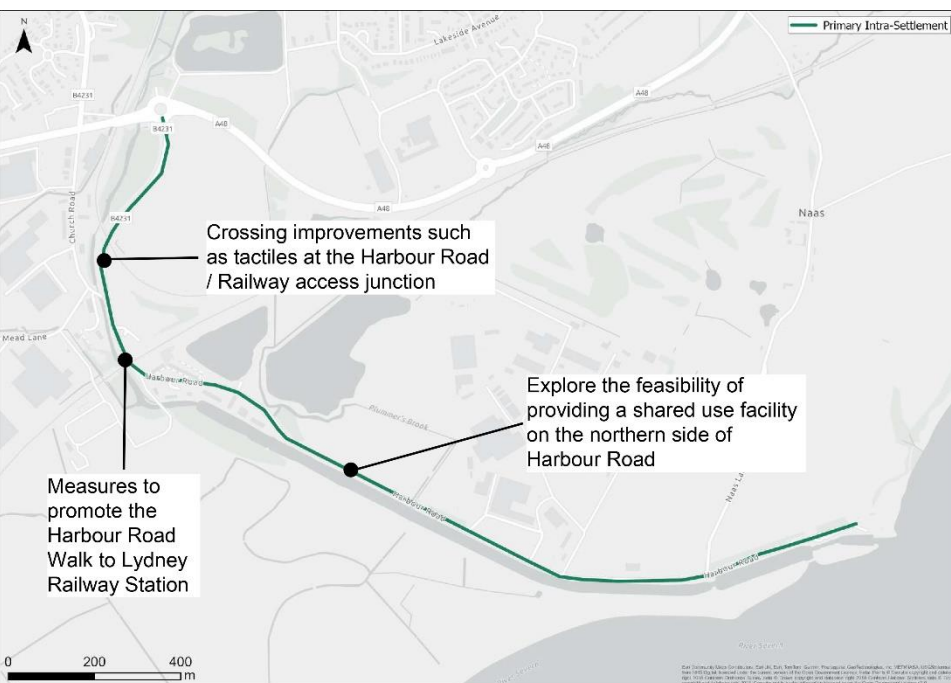 N
Primary Intra-Settlement
Lakeside Avenue
B4231
A48
B4231
A48
A48
A48
Church Road
B4231
Naas
Crossing improvements such
as tactiles at the Harbour Road
/ Railway access junction
Mead Lane
Harbour Road
Explore the feasibility of
providing a shared use facility
on the northern side of
Harbour Road
Plummer's Brook
Measures to
promote the
Harbour Road
Walk to Lydney
Railway Station
Harbour Road
Naas
Harbour Road
River Severn
0 200 400
m